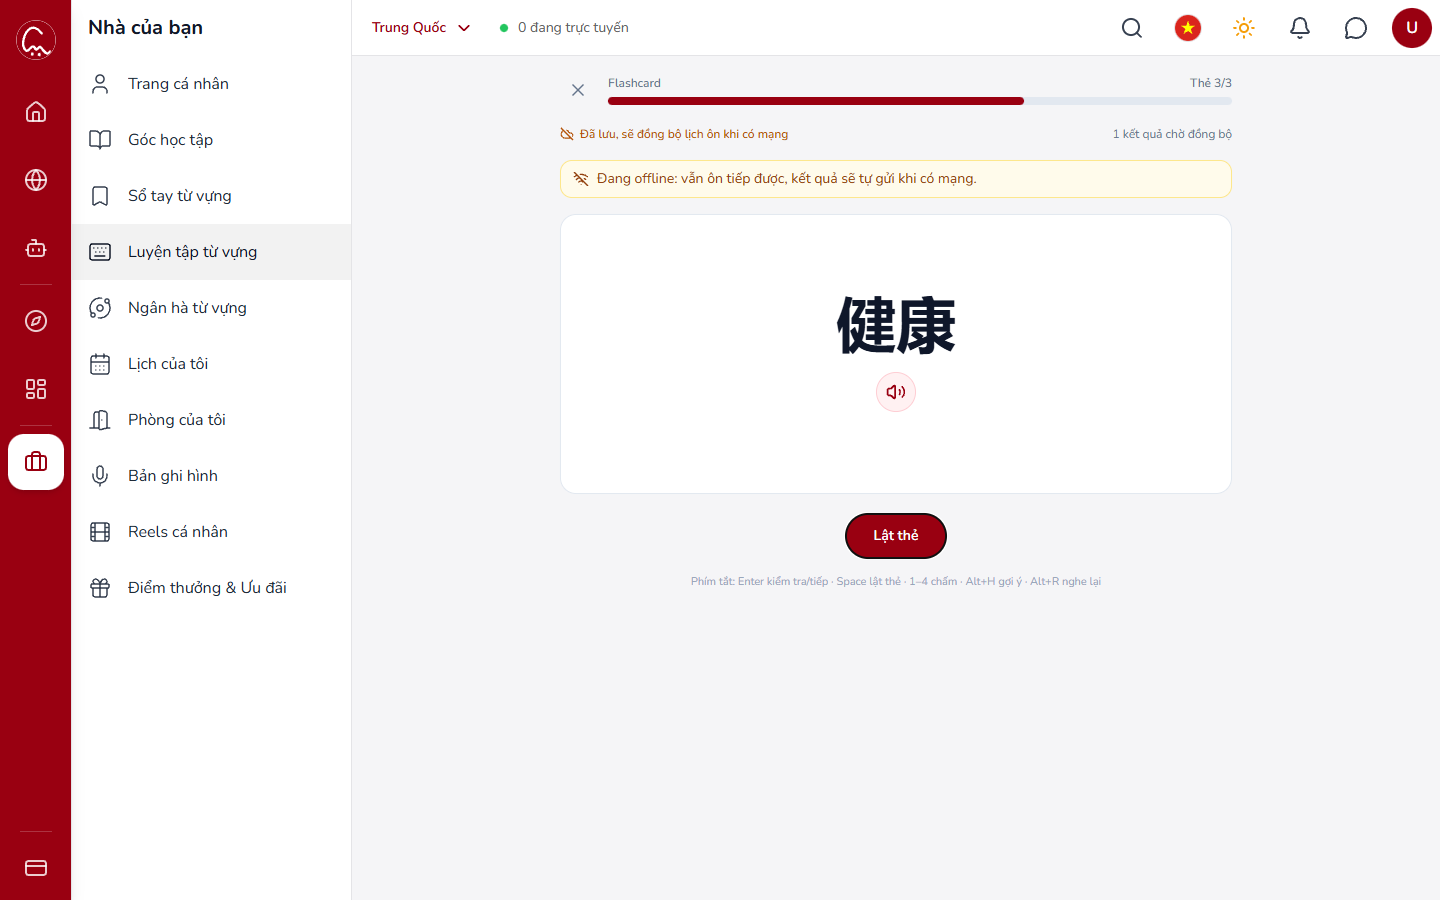 Nhà của bạn
Trang cá nhân
Góc học tập
Sổ tay từ vựng
Luyện tập từ vựng
Ngân hà từ vựng
Lịch của tôi
Phòng của tôi
Bản ghi hình
Reels cá nhân
Điểm thưởng & Ưu đãi
Trung Quốc
0 đang trực tuyến
U
Flashcard
Thẻ 3/3
Đã lưu, sẽ đồng bộ lịch ôn khi có mạng
1 kết quả chờ đồng bộ
Đang offline: vẫn ôn tiếp được, kết quả sẽ tự gửi khi có mạng.
健康
Lật thẻ
Phím tắt: Enter kiểm tra/tiếp · Space lật thẻ · 1–4 chấm · Alt+H gợi ý · Alt+R nghe lại